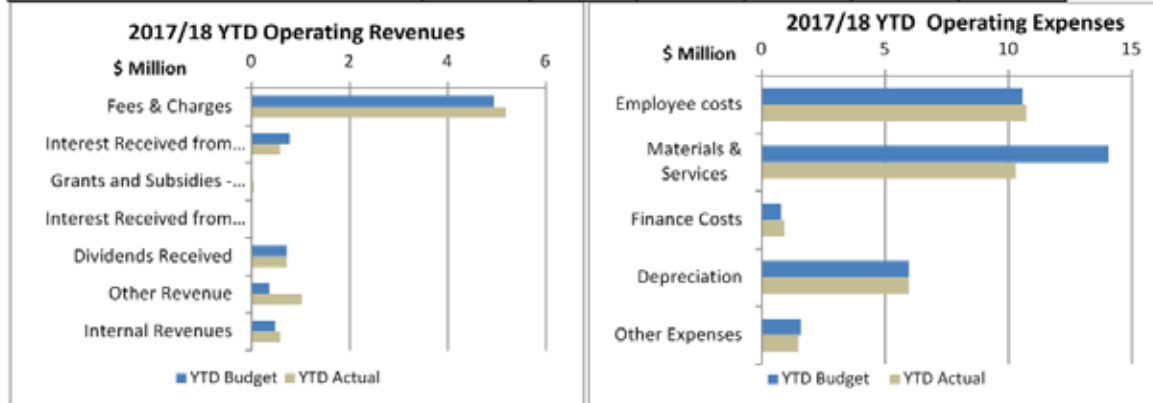 2017/18 YTD Operating Revenues
$ Million
0 2 4 6
Fees & Charges
Interest Received from...
Grants and Subsidies -...
Interest Received from...
Dividends Received
Other Revenue
Internal Revenues
YTD Budget YTD Actual
2017/18 YTD Operating Expenses
$ Million
0 5 10 15
Employee costs
Materials &
Services
Finance Costs
Depreciation
Other Expenses
YTD Budget YTD Actual